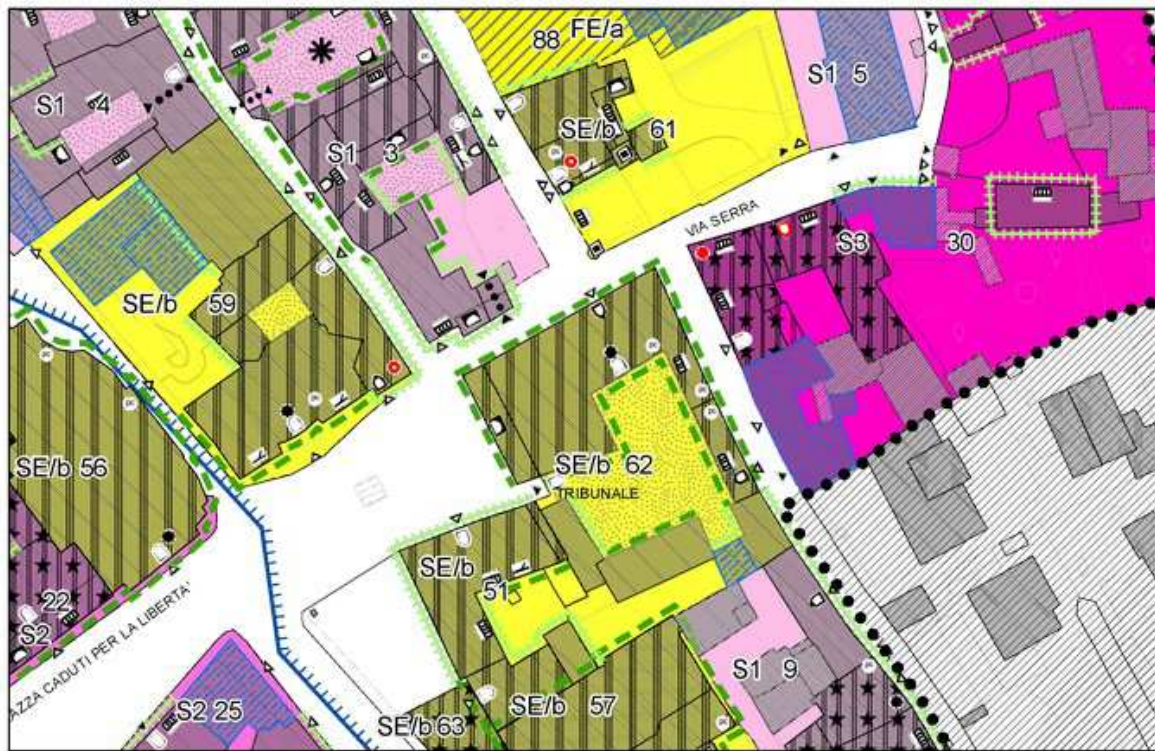 88 FE/a
S1 5
S1 4
SE/b 61
S1 3
VIA SERRA
S3 30
SE/b 59
SE/b 56
SE/b 62
TRIBUNALE
SE/b 51
S2 22
AZZA CADUTI PER LA LIBERTA'
S1 9
SE/b 57
S2 25
SE/b 63